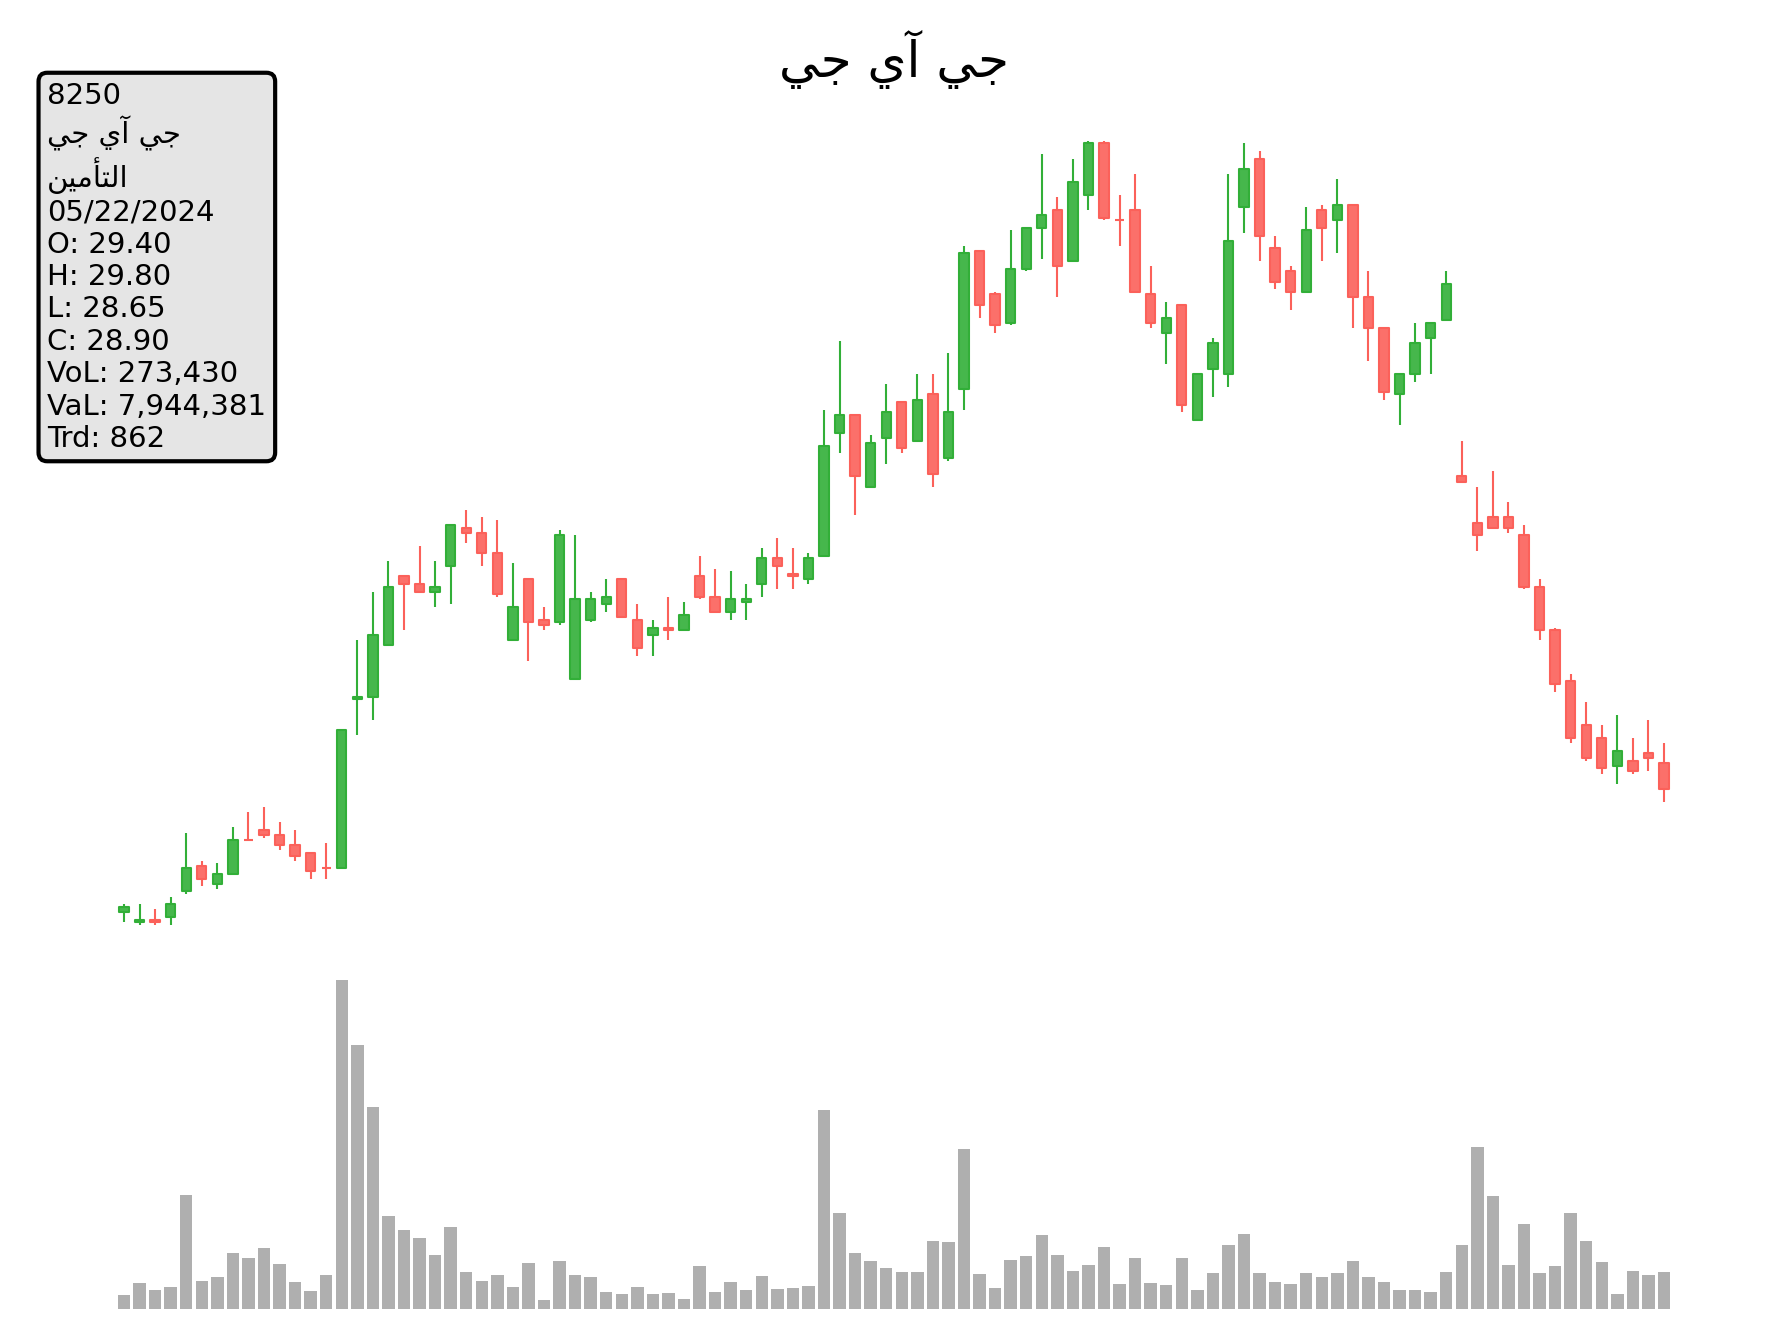 جي آي جي
8250
جي آي جي
التأمين
05/22/2024
O: 29.40
H: 29.80
L: 28.65
C: 28.90
VoL: 273,430
VaL: 7,944,381
Trd: 862